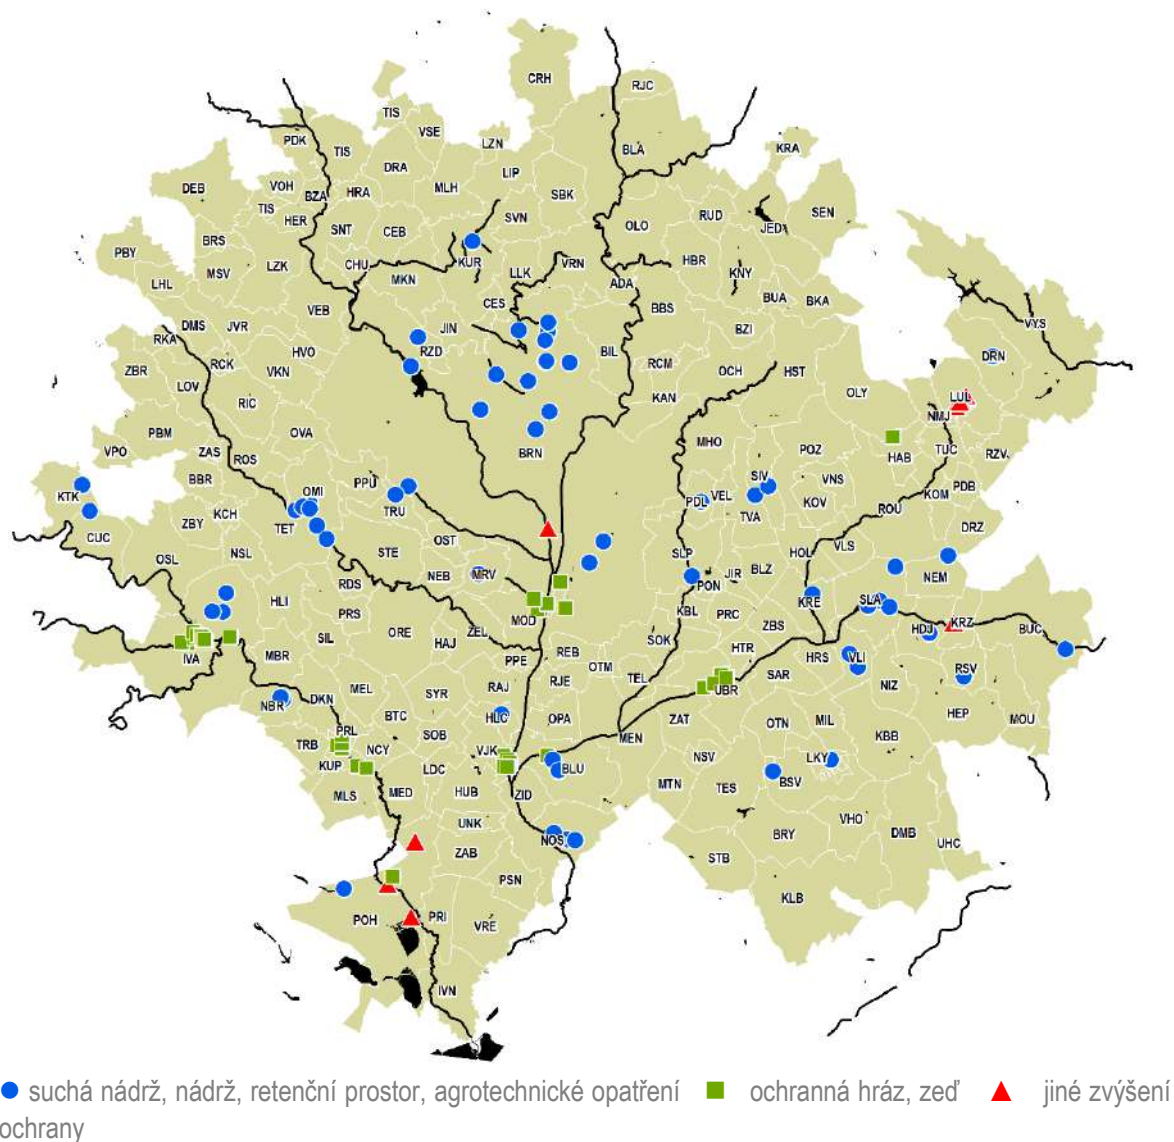 CRH
RJC
TIS
VSE
PDK
TIS
LZN
BLA
KRA
DRA
LIP
DEB
VOH
BZA
HRA
MLH
SBK
TIS
HER
SNT
CEB
SVN
OLO
RUD
JED
SEN
PBY
BRS
MSV
LZK
CHU
MKN
KUR
LLK
VRN
HBR
KNY
LHL
VEB
CES
ADA
BBS
BUA
BKA
DMS
JVR
RKA
JIN
BZI
VYS
ZBR
RCK
HVO
VKN
RZD
BIL
RCM
OCH
HST
DRN
LOV
RIC
KAN
OLY
LUL
NMJ
PBM
OVA
MHO
VPO
ZAS
ROS
BRN
POZ
HAB
TUC
RZV
KTK
BBR
OMI
PPU
TRU
SIV
VNS
PDL
VEL
TVA
KOV
KOM
PDB
ROU
CUC
ZBY
KCH
TET
DRZ
OSL
NSL
STE
OST
SLP
HOL
VLS
NEB
MRV
PON
JIR
BLZ
NEM
RDS
HLI
PRS
MOD
KBL
PRC
KRE
SLA
ZBS
HDJ
KRZ
BUC
SIL
ORE
HAJ
ZEL
SOK
IVA
MBR
PPE
REB
OTM
HTR
HRS
VLI
MEL
SYR
RAJ
RJE
TEL
UBR
SAR
NIZ
RSV
NBR
DKN
BTC
HLC
OPA
ZAT
OTN
MIL
HEP
MOU
TRB
PRL
NCY
SOB
VJK
MEN
KBB
KUP
LDC
BLU
NSV
LKY
MLS
MED
HUB
ZID
MTN
TES
BSV
UNK
NOS
BRY
VHO
DMB
UHC
ZAB
STB
PSN
KLB
POH
PRI
VRE
IVN
suchá nádrž, nádrž, retenční prostor, agrotechnické opatření ochranná hráz, zeď jiné zvýšení
ochrany